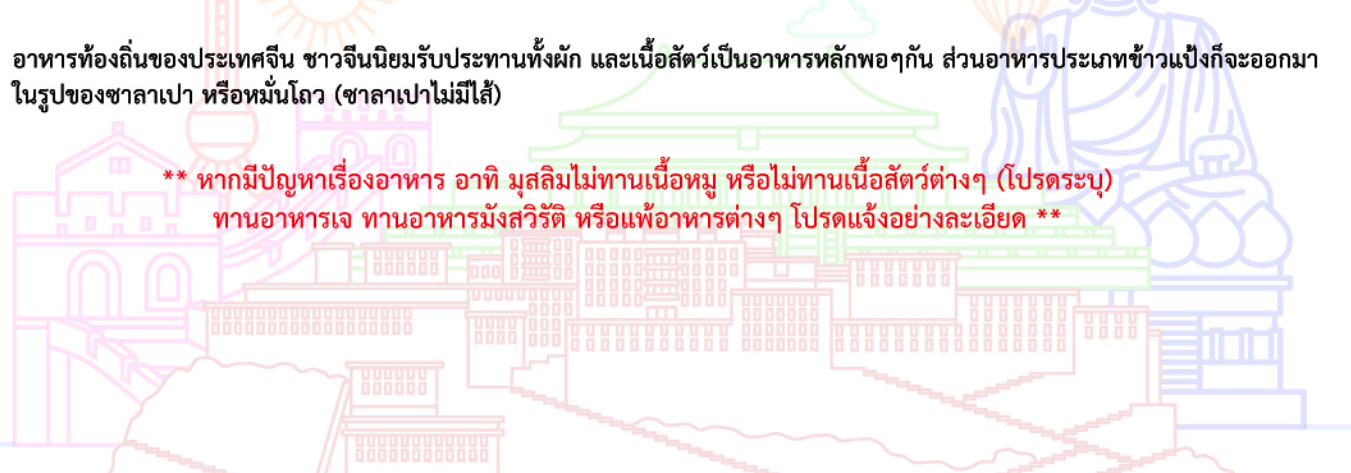 อาหารท้องถิ่นของประเทศจีน ชาวจีนนิยมรับประทานทั้งผัก และเนื้อสัตว์เป็นอาหารหลักพอๆกัน ส่วนอาหารประเภทข้าวแป้งก็จะออกมา
ในรูปของซาลาเปา หรือหมั่นโถว (ซาลาเปาไม่มีไส้)
** หากมีปัญหาเรื่องอาหาร อาทิ มุสลิมไม่ทานเนื้อหมู หรือไม่ทานเนื้อสัตว์ต่างๆ (โปรดระบุ)
ทานอาหารเจ ทานอาหารมังสวิรัติ หรือแพ้อาหารต่างๆ โปรดแจ้งอย่างละเอียด **